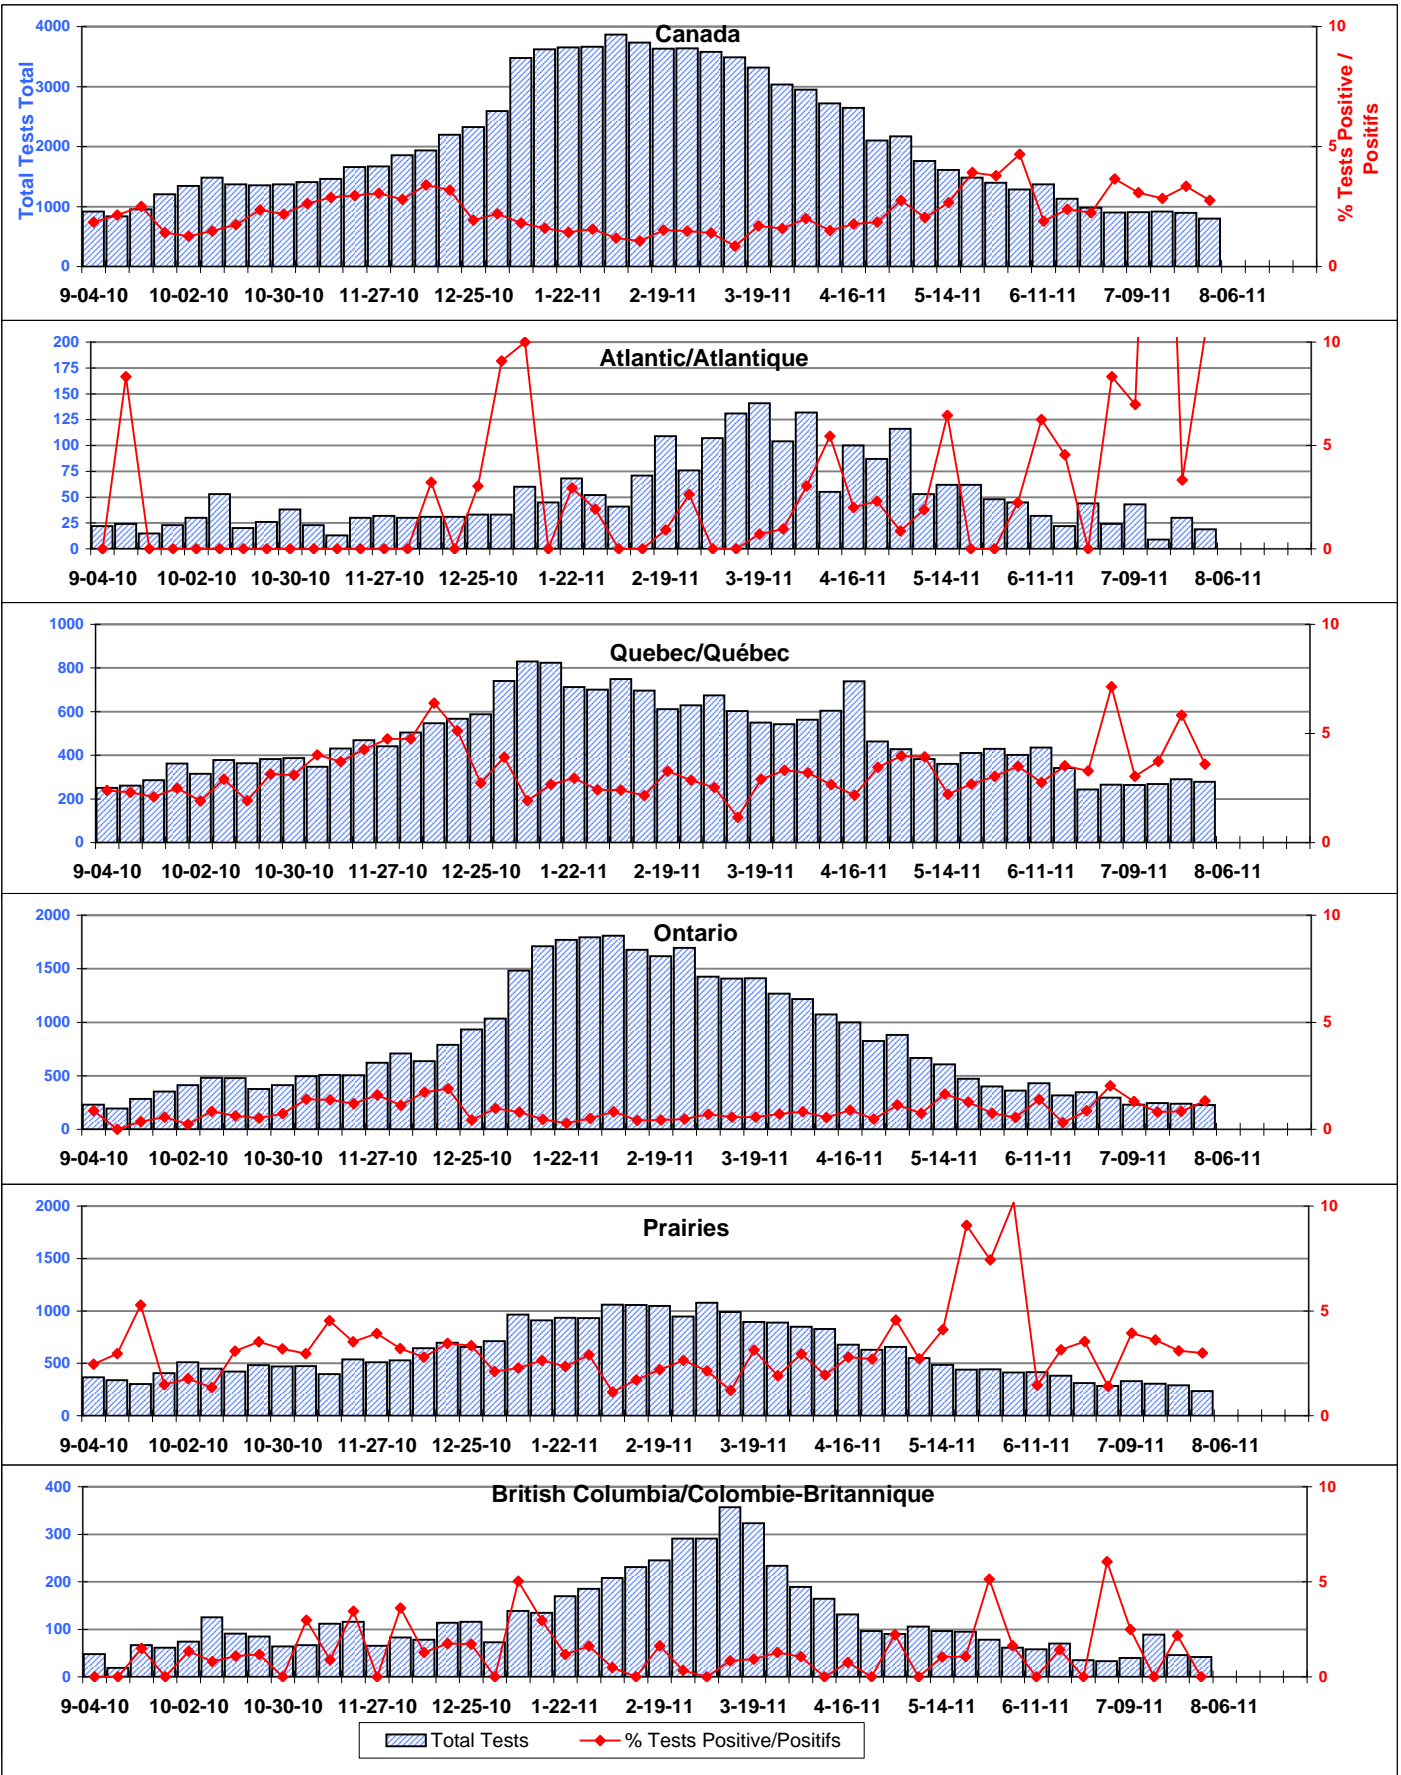 Canada
Total Tests Total
% Tests Positive / Positifs
4000 3000 2000 1000 0
10 5 0
9-04-10 10-02-10 10-30-10 11-27-10 12-25-10 1-22-11 2-19-11 3-19-11 4-16-11 5-14-11 6-11-11 7-09-11 8-06-11
Atlantic/Atlantique
200 175 150 125 100 75 50 25 0
10 5 0
9-04-10 10-02-10 10-30-10 11-27-10 12-25-10 1-22-11 2-19-11 3-19-11 4-16-11 5-14-11 6-11-11 7-09-11 8-06-11
Quebec/Québec
1000 800 600 400 200 0
10 5 0
9-04-10 10-02-10 10-30-10 11-27-10 12-25-10 1-22-11 2-19-11 3-19-11 4-16-11 5-14-11 6-11-11 7-09-11 8-06-11
Ontario
2000 1500 1000 500 0
10 5 0
9-04-10 10-02-10 10-30-10 11-27-10 12-25-10 1-22-11 2-19-11 3-19-11 4-16-11 5-14-11 6-11-11 7-09-11 8-06-11
Prairies
2000 1500 1000 500 0
10 5 0
9-04-10 10-02-10 10-30-10 11-27-10 12-25-10 1-22-11 2-19-11 3-19-11 4-16-11 5-14-11 6-11-11 7-09-11 8-06-11
British Columbia/Colombie-Britannique
400 300 200 100 0
10 5 0
9-04-10 10-02-10 10-30-10 11-27-10 12-25-10 1-22-11 2-19-11 3-19-11 4-16-11 5-14-11 6-11-11 7-09-11 8-06-11
Total Tests % Tests Positive/Positifs